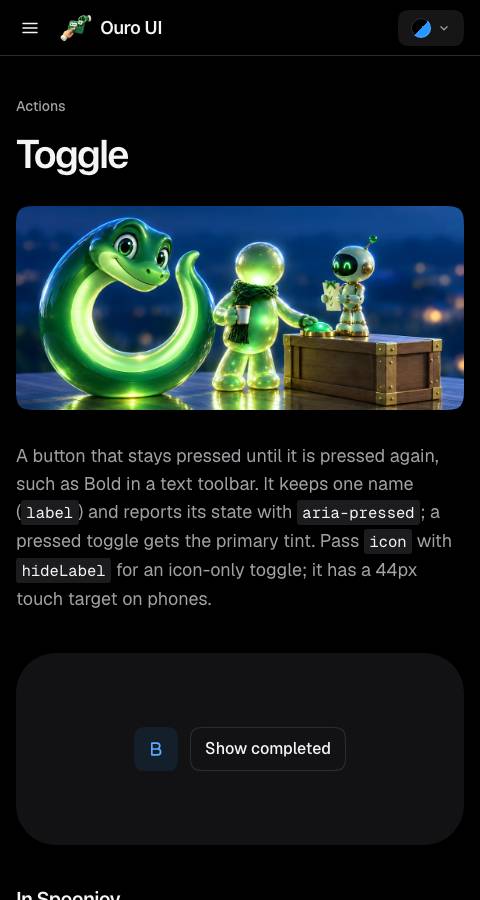 Ouro UI
Actions
Toggle
A button that stays pressed until it is pressed again,
such as Bold in a text toolbar. It keeps one name
(label) and reports its state with aria-pressed; a
pressed toggle gets the primary tint. Pass icon with
hideLabel for an icon-only toggle; it has a 44px
touch target on phones.
B Show completed
In Spoonjoy